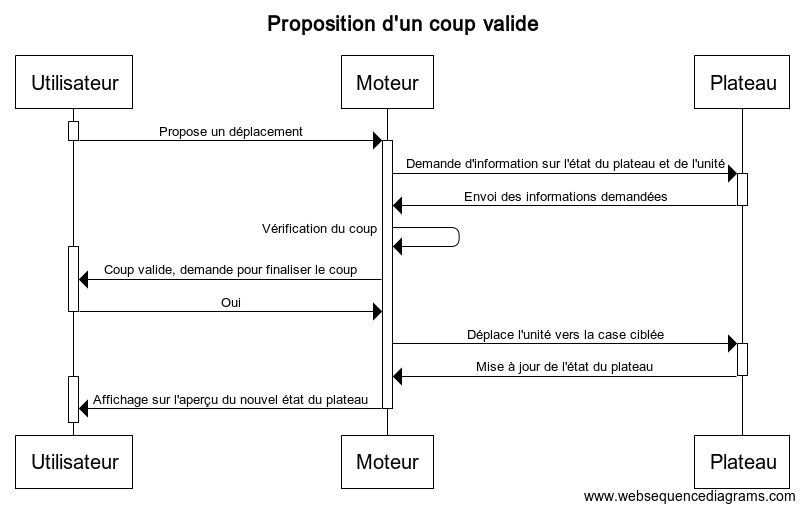 Proposition d'un coup valide
Utilisateur
Moteur
Plateau
Propose un déplacement
Demande d'information sur l'état du plateau et de l'unité
Envoi des informations demandées
Vérification du coup
Coup valide, demande pour finaliser le coup
Oui
Déplace l'unité vers la case ciblée
Mise à jour de l'état du plateau
Affichage sur l'aperçu du nouvel état du plateau
Utilisateur
Moteur
Plateau
www.websequencediagrams.com